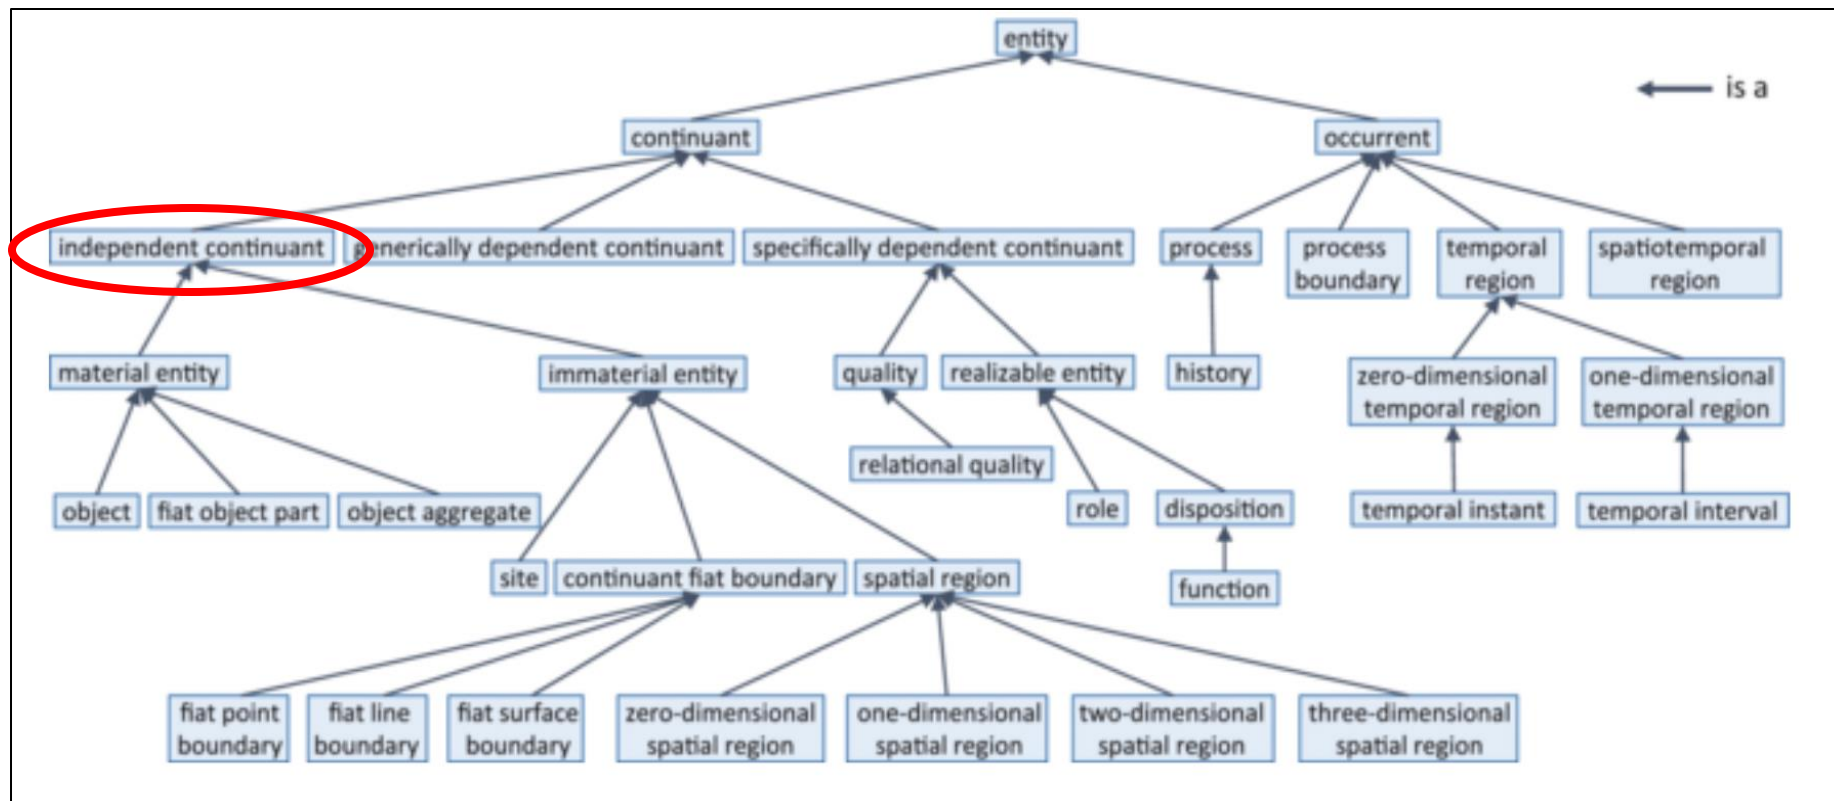 entity
is a
continuant
occurrent
independent continuant
generically dependent continuant
specifically dependent continuant
process
process
boundary
temporal
region
spatiotemporal
region
material entity
immaterial entity
quality
realizable entity
history
zero-dimensional
temporal region
one-dimensional
temporal region
relational quality
object
fiat object part
object aggregate
role
disposition
temporal instant
temporal interval
site
continuant fiat boundary
spatial region
function
fiat point
boundary
fiat line
boundary
fiat surface
boundary
zero-dimensional
spatial region
one-dimensional
spatial region
two-dimensional
spatial region
three-dimensional
spatial region